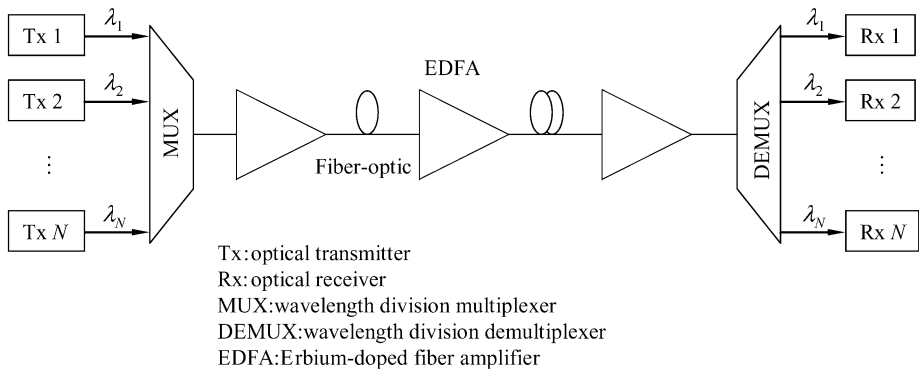 Tx 1
λ1
λ1
Rx 1
Tx 2
λ2
EDFA
λ2
Rx 2
MUX
DEMUX
⋮
Fiber-optic
⋮
Tx N
λN
λN
Rx N
Tx:optical transmitter
Rx:optical receiver
MUX:wavelength division multiplexer
DEMUX:wavelength division demultiplexer
EDFA:Erbium-doped fiber amplifier